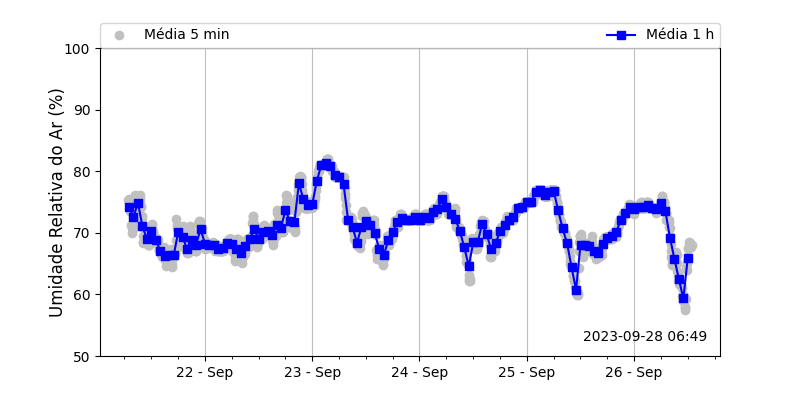 Média 5 min
Média 1 h
Umidade Relativa do Ar (%)
100
90
80
70
60
50
2023-09-28 06:49
22 - Sep
23 - Sep
24 - Sep
25 - Sep
26 - Sep